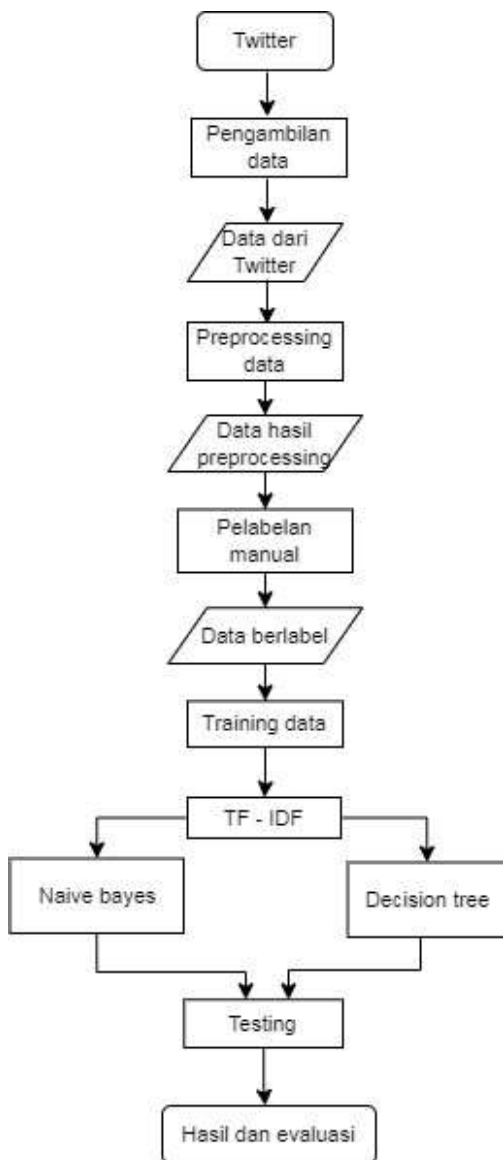 Twitter
Pengambilan
data
Data dari
Twitter
Preprocessing
data
Data hasil
preprocessing
Pelabelan
manual
Data berlabel
Training data
TF - IDF
Naive bayes
Decision tree
Testing
Hasil dan evaluasi